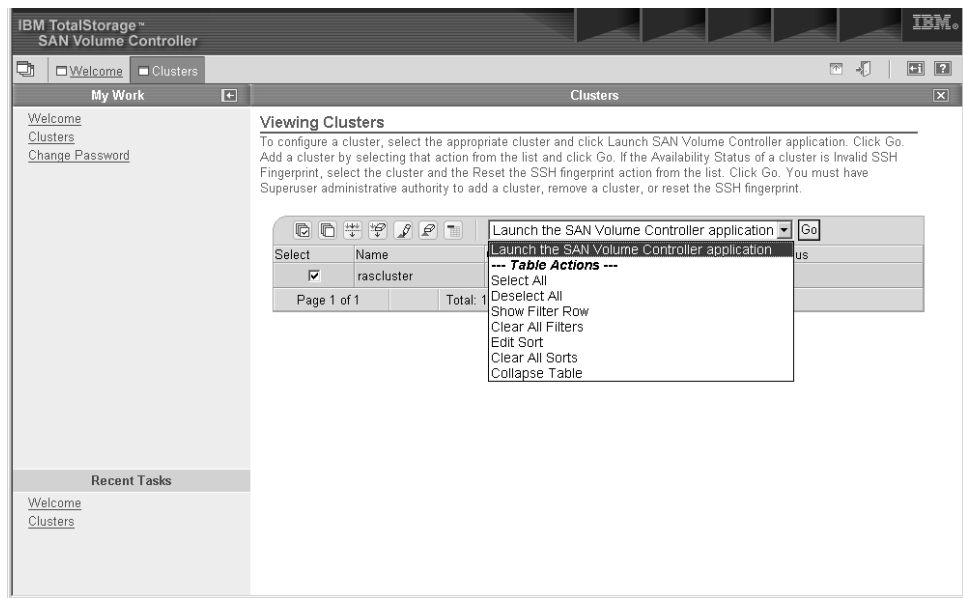 IBM TotalStorage™
SAN Volume Controller
IBM®
Welcome
Clusters
My Work
Clusters
Welcome
Clusters
Change Password
Viewing Clusters
To configure a cluster, select the appropriate cluster and click Launch SAN Volume Controller application. Click Go.
Add a cluster by selecting that action from the list and click Go. If the Availability Status of a cluster is Invalid SSH
Fingerprint, select the cluster and the Reset the SSH fingerprint action from the list. Click Go. You must have
Superuser administrative authority to add a cluster, remove a cluster, or reset the SSH fingerprint.
Launch the SAN Volume Controller application
Go
Select
Name
us
rascluster
Page 1 of 1
Total: 1
Launch the SAN Volume Controller application
--- Table Actions ---
Select All
Deselect All
Show Filter Row
Clear All Filters
Edit Sort
Clear All Sorts
Collapse Table
Recent Tasks
Welcome
Clusters